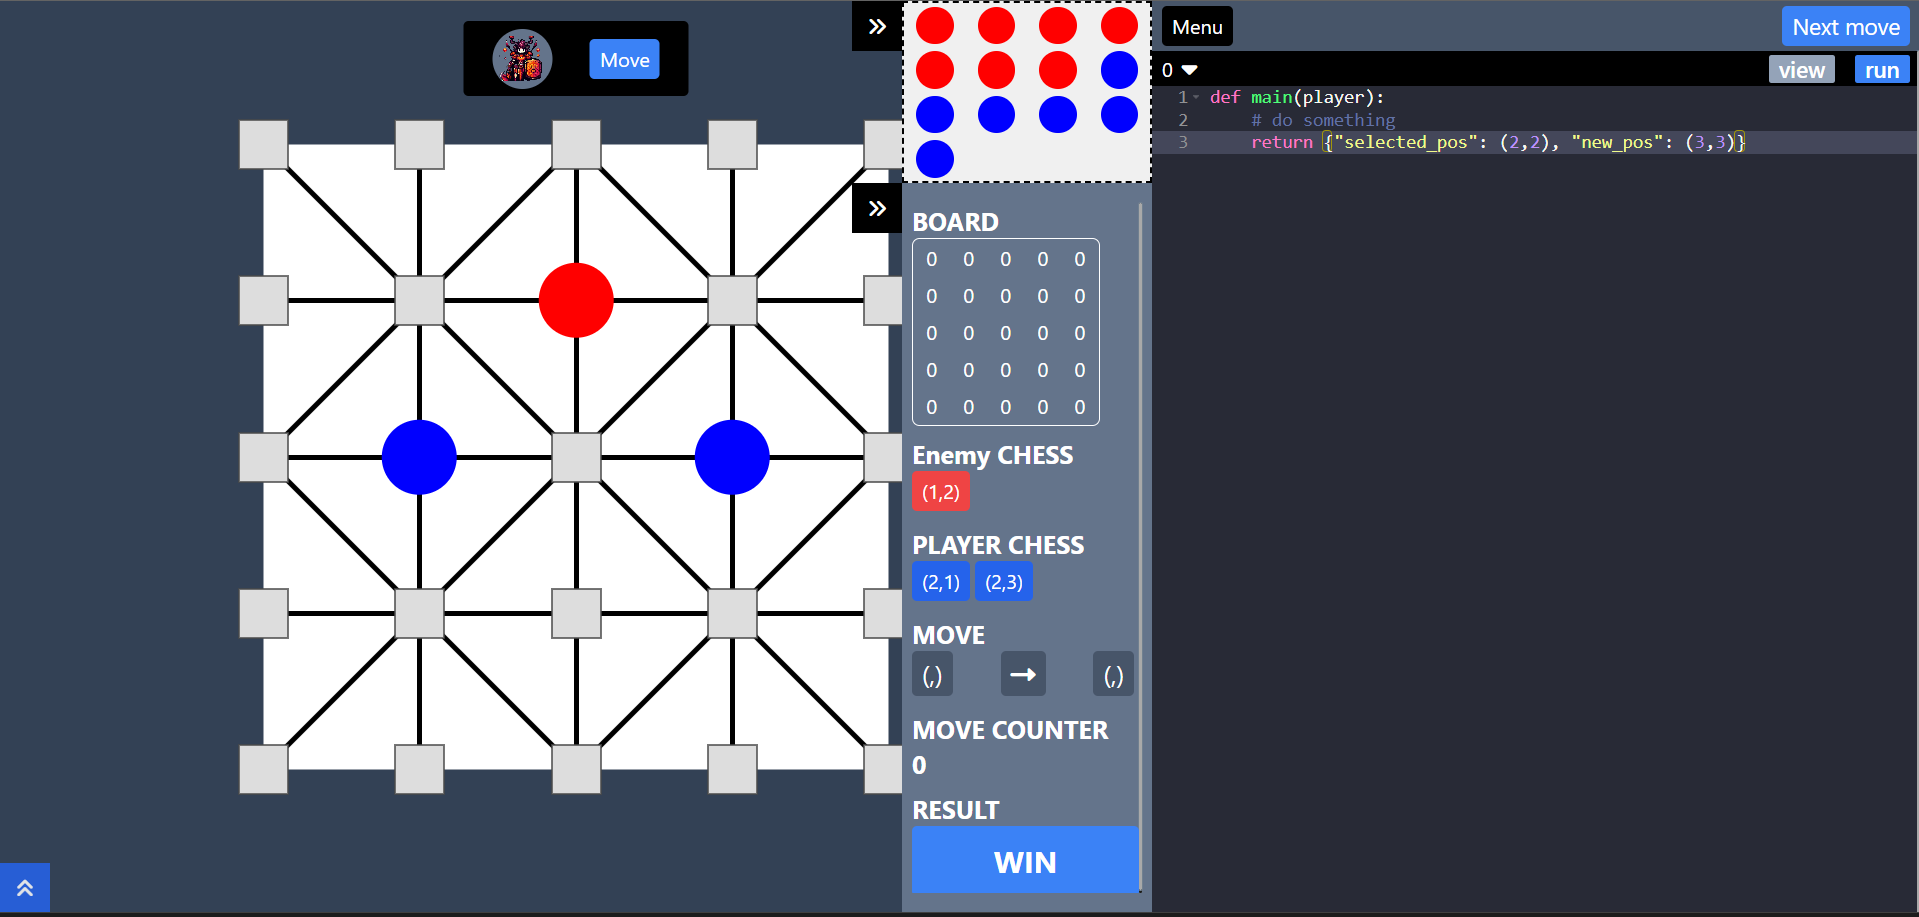 Move
BOARD
0 0 0 0 0
0 0 0 0 0
0 0 0 0 0
0 0 0 0 0
0 0 0 0 0
Enemy CHESS
(1,2)
PLAYER CHESS
(2,1) (2,3)
MOVE
(,) → (,)
MOVE COUNTER
0
RESULT
WIN
Menu Next move
0 view run
1 def main(player):
2 # do something
3 return {"selected_pos": (2,2), "new_pos": (3,3)}